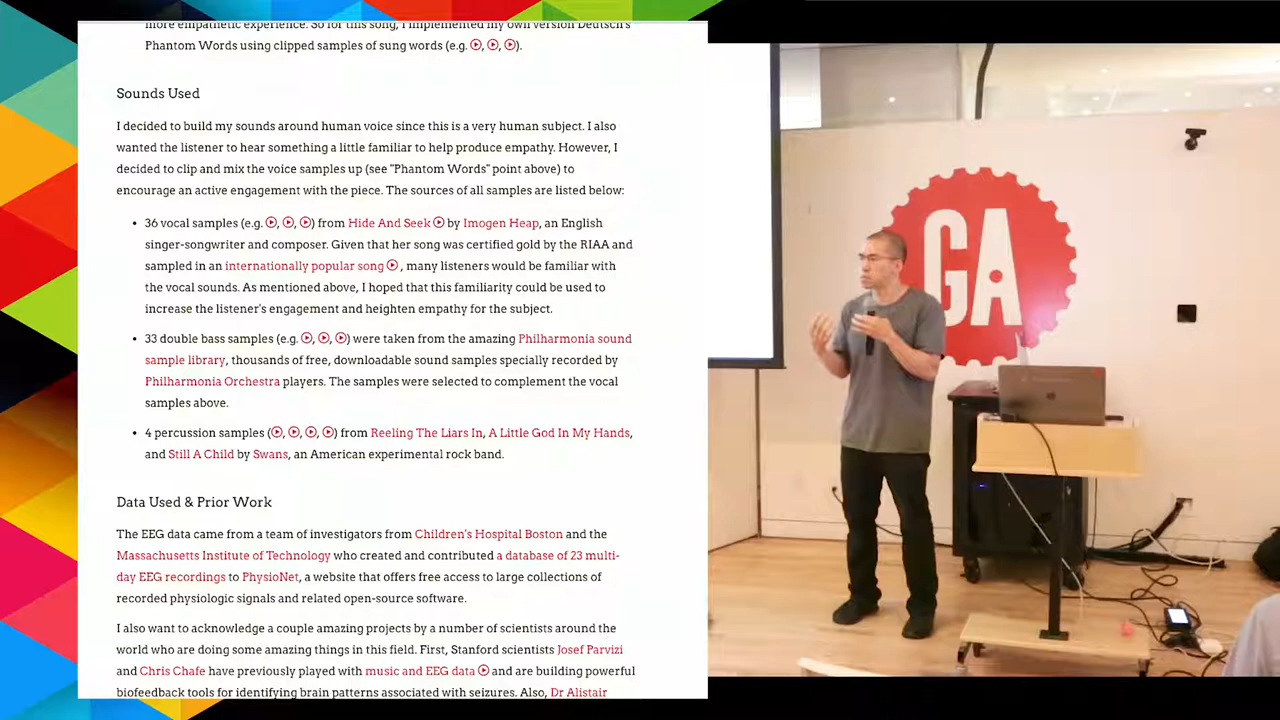 more empathetic experience. So for this song, I implemented my own version Deutsch's
Phantom Words using clipped samples of sung words (e.g. , , ).
Sounds Used
I decided to build my sounds around human voice since this is a very human subject. I also
wanted the listener to hear something a little familiar to help produce empathy. However, I
decided to clip and mix the voice samples up (see "Phantom Words" point above) to
encourage an active engagement with the piece. The sources of all samples are listed below:
• 36 vocal samples (e.g. , , ) from Hide And Seek by Imogen Heap, an English
singer-songwriter and composer. Given that her song was certified gold by the RIAA and
sampled in an internationally popular song , many listeners would be familiar with
the vocal sounds. As mentioned above, I hoped that this familiarity could be used to
increase the listener's engagement and heighten empathy for the subject.
• 33 double bass samples (e.g. , , ) were taken from the amazing Philharmonia sound
sample library, thousands of free, downloadable sound samples specially recorded by
Philharmonia Orchestra players. The samples were selected to complement the vocal
samples above.
• 4 percussion samples ( , , , ) from Reeling The Liars In, A Little God In My Hands,
and Still A Child by Swans, an American experimental rock band.
Data Used & Prior Work
The EEG data came from a team of investigators from Children's Hospital Boston and the
Massachusetts Institute of Technology who created and contributed a database of 23 multi-
day EEG recordings to PhysioNet, a website that offers free access to large collections of
recorded physiologic signals and related open-source software.
I also want to acknowledge a couple amazing projects by a number of scientists around the
world who are doing some amazing things in this field. First, Stanford scientists Josef Parvizi
and Chris Chafe have previously played with music and EEG data and are building powerful
biofeedback tools for identifying brain patterns associated with seizures. Also, Dr Alistair
GA